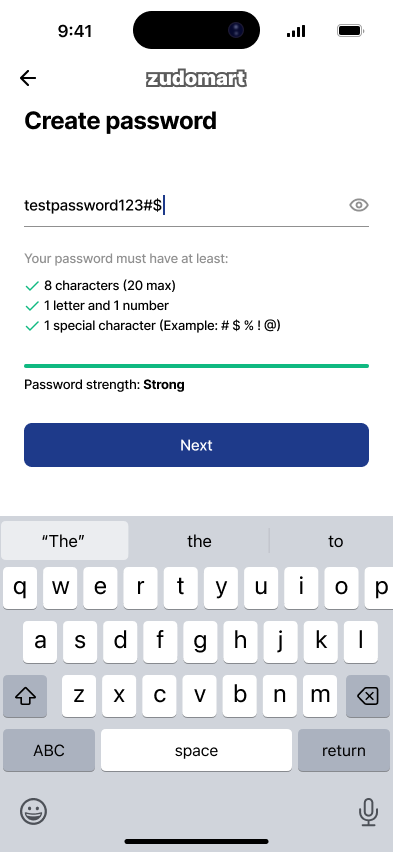 9:41
zudomart
Create password
testpassword123#$
Your password must have at least:
8 characters (20 max)
1 letter and 1 number
1 special character (Example: # $ % ! @)
Password strength: Strong
Next
“The” the to
q w e r t y u i o p
a s d f g h j k l
z x c v b n m
ABC space return